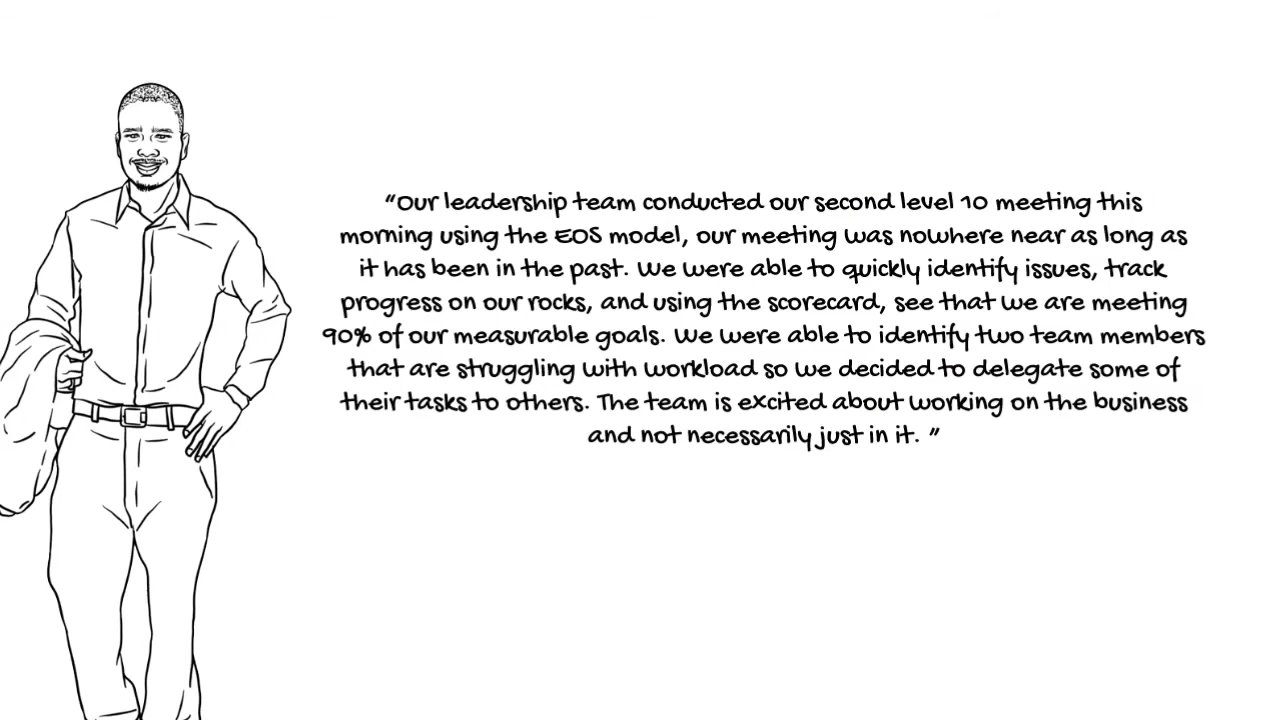 "Our leadership team conducted our second level 10 meeting this
morning using the EOS model, our meeting was nowhere near as long as
it has been in the past. We were able to quickly identify issues, track
progress on our rocks, and using the scorecard, see that we are meeting
90% of our measurable goals. We were able to identify two team members
that are struggling with workload so we decided to delegate some of
their tasks to others. The team is excited about working on the business
and not necessarily just in it. "